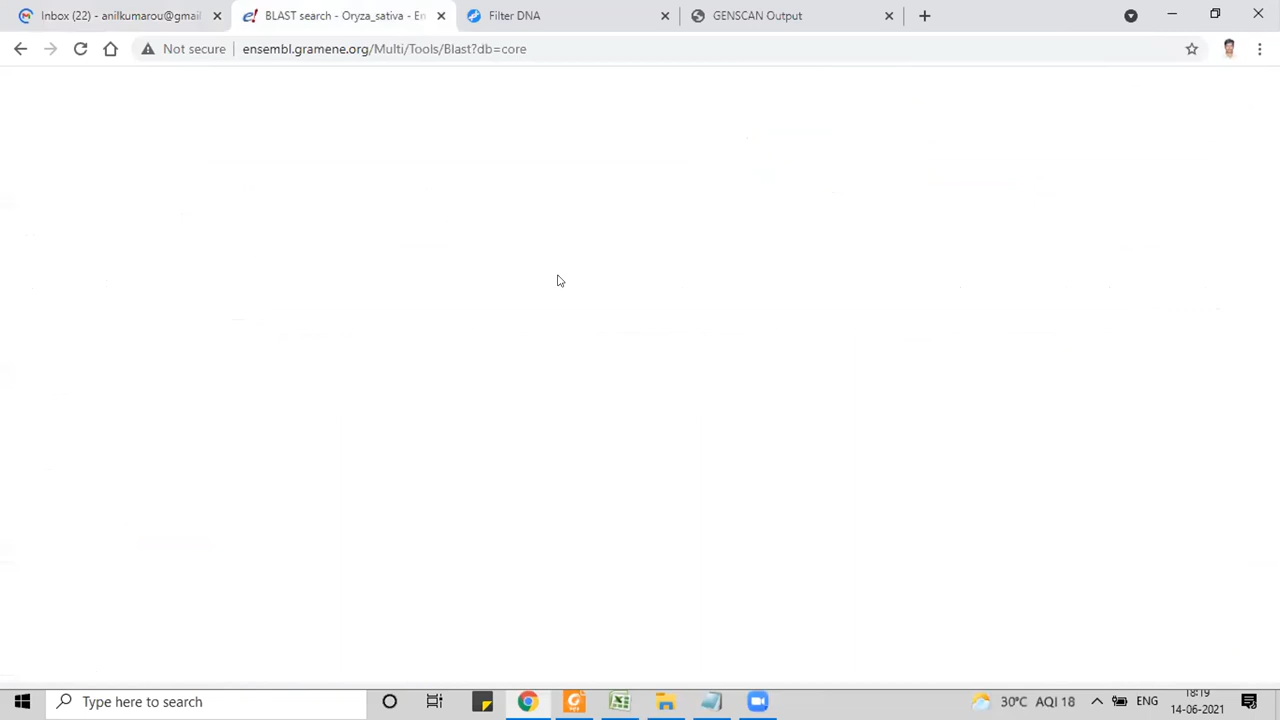 Inbox (22) - anilkumarou@gmail
BLAST search - Oryza_sativa - En
Filter DNA
GENSCAN Output
Not secure
ensembl.gramene.org/Multi/Tools/Blast?db=core
Type here to search
30°C AQI 18
ENG
18:19
14-06-2021